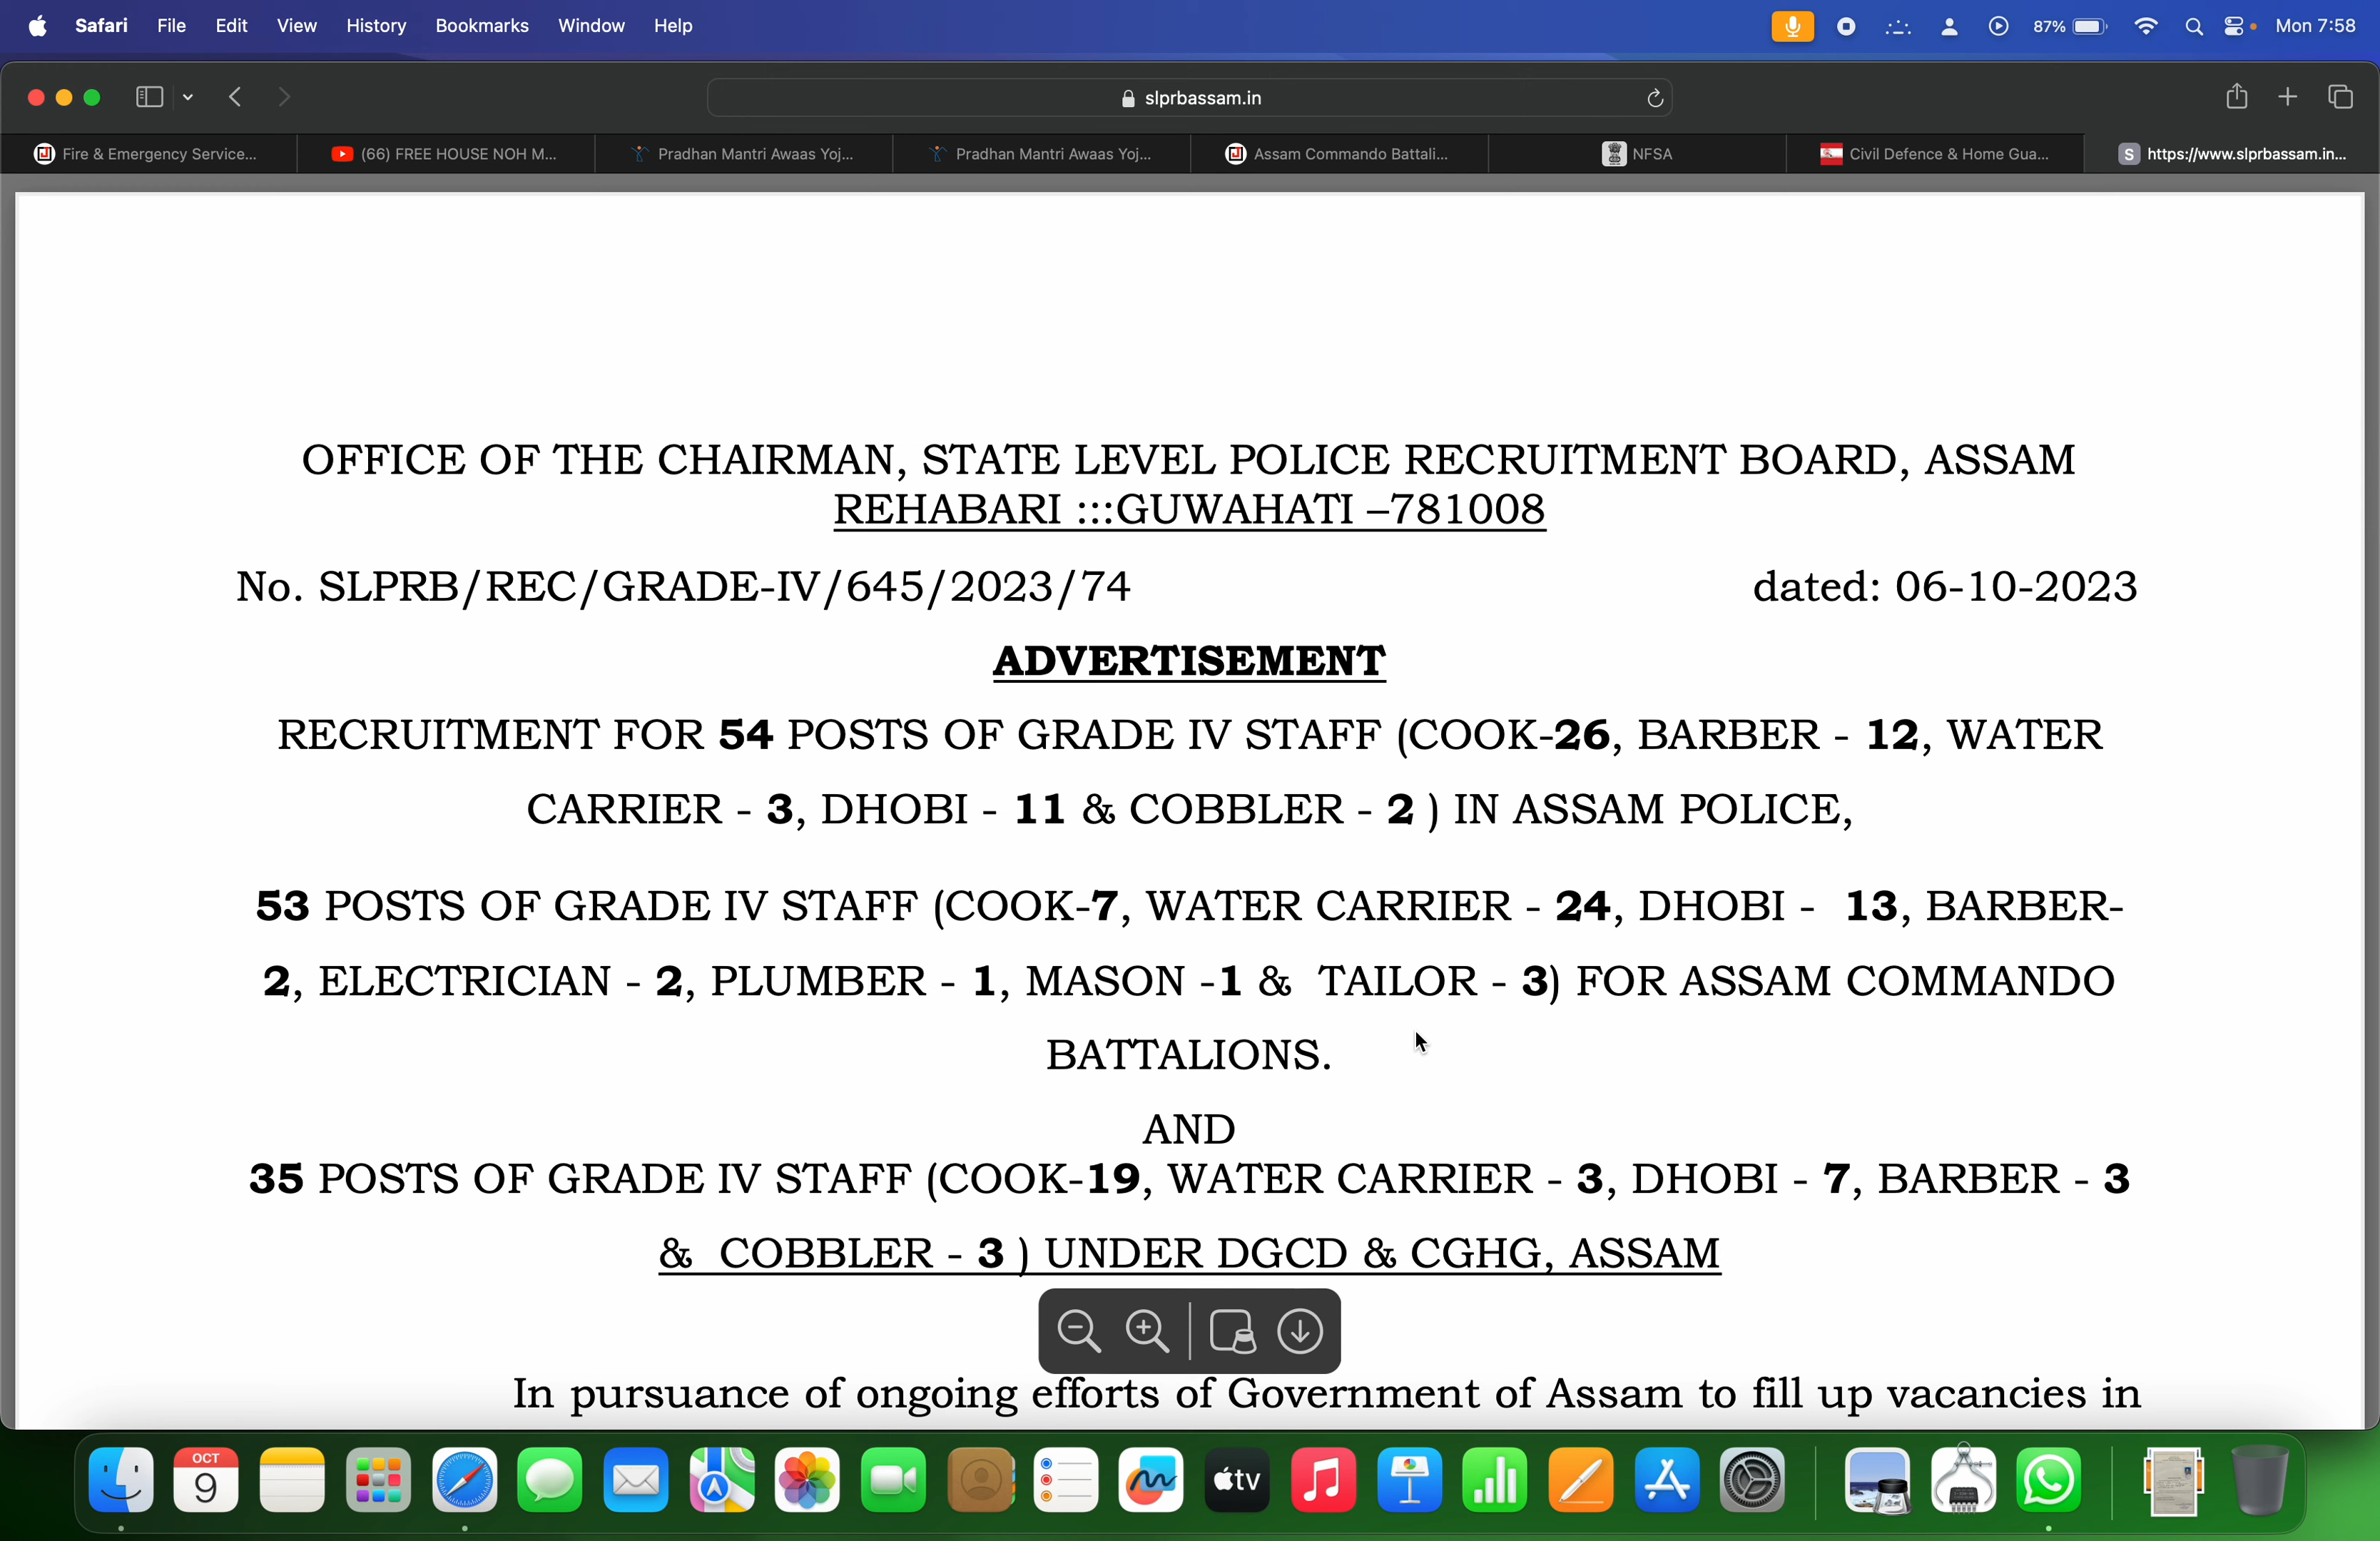 Safari File Edit View History Bookmarks Window Help 87% Mon 7:58
slprbassam.in
Fire & Emergency Service... (66) FREE HOUSE NOH M... Pradhan Mantri Awaas Yoj... Pradhan Mantri Awaas Yoj... Assam Commando Battali... NFSA Civil Defence & Home Gua... S https://www.slprbassam.in...
OFFICE OF THE CHAIRMAN, STATE LEVEL POLICE RECRUITMENT BOARD, ASSAM
REHABARI :::GUWAHATI –781008
No. SLPRB/REC/GRADE-IV/645/2023/74 dated: 06-10-2023
ADVERTISEMENT
RECRUITMENT FOR 54 POSTS OF GRADE IV STAFF (COOK-26, BARBER - 12, WATER
CARRIER - 3, DHOBI - 11 & COBBLER - 2 ) IN ASSAM POLICE,
53 POSTS OF GRADE IV STAFF (COOK-7, WATER CARRIER - 24, DHOBI - 13, BARBER-
2, ELECTRICIAN - 2, PLUMBER - 1, MASON -1 & TAILOR - 3) FOR ASSAM COMMANDO
BATTALIONS.
AND
35 POSTS OF GRADE IV STAFF (COOK-19, WATER CARRIER - 3, DHOBI - 7, BARBER - 3
& COBBLER - 3 ) UNDER DGCD & CGHG, ASSAM
In pursuance of ongoing efforts of Government of Assam to fill up vacancies in
OCT
9
tv